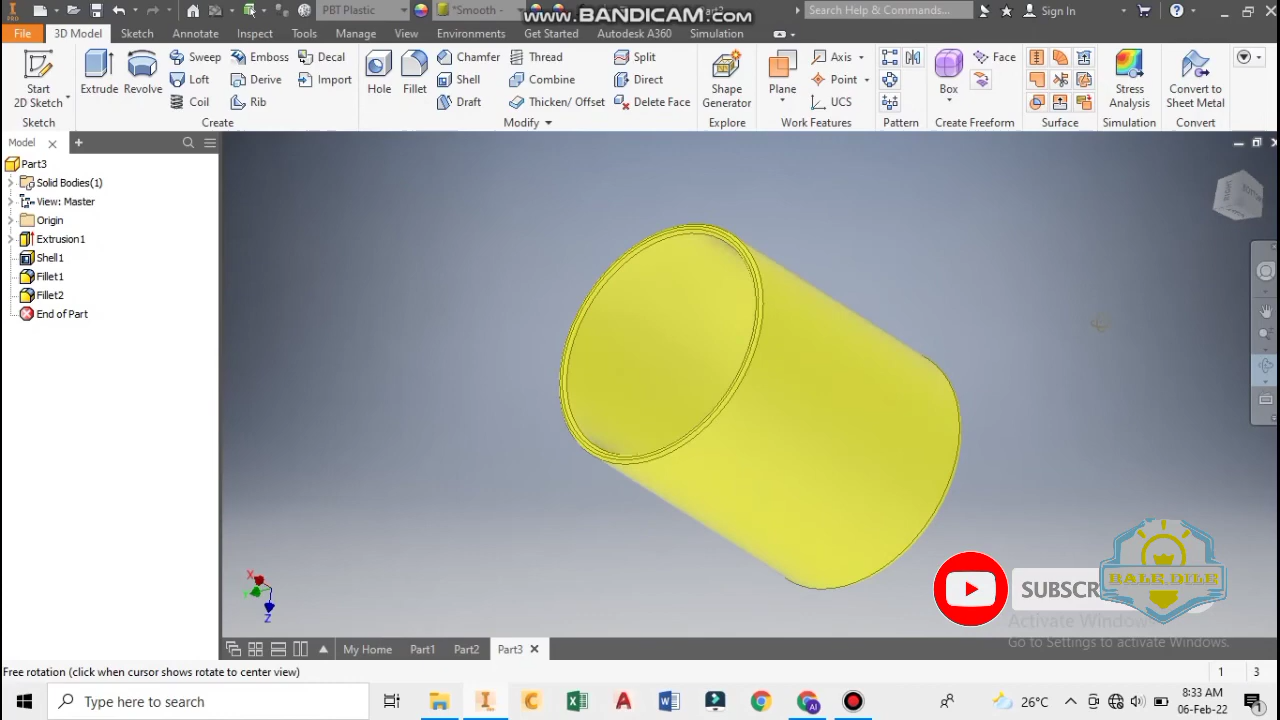 PBT Plastic
*Smooth -
www.BANDICAM.com
Search Help & Commands...
Sign In
File
3D Model
Sketch
Annotate
Inspect
Tools
Manage
View
Environments
Get Started
Autodesk A360
Simulation
Start
2D Sketch
Extrude
Revolve
Sweep
Loft
Coil
Emboss
Derive
Rib
Decal
Import
Hole
Fillet
Chamfer
Shell
Draft
Thread
Combine
Thicken/ Offset
Split
Direct
Delete Face
Shape
Generator
Plane
Axis
Point
UCS
Box
Face
Stress
Analysis
Convert to
Sheet Metal
Sketch
Create
Modify
Explore
Work Features
Pattern
Create Freeform
Surface
Simulation
Convert
Model
Part3
Solid Bodies(1)
View: Master
Origin
Extrusion1
Shell1
Fillet1
Fillet2
End of Part
RIGHT
X
Y
Z
SUBSCR
BALE DILE
Activate Windows
Go to Settings to activate Windows.
My Home
Part1
Part2
Part3
Free rotation (click when cursor shows rotate to center view)
1
3
Type here to search
26°C
8:33 AM
06-Feb-22
1